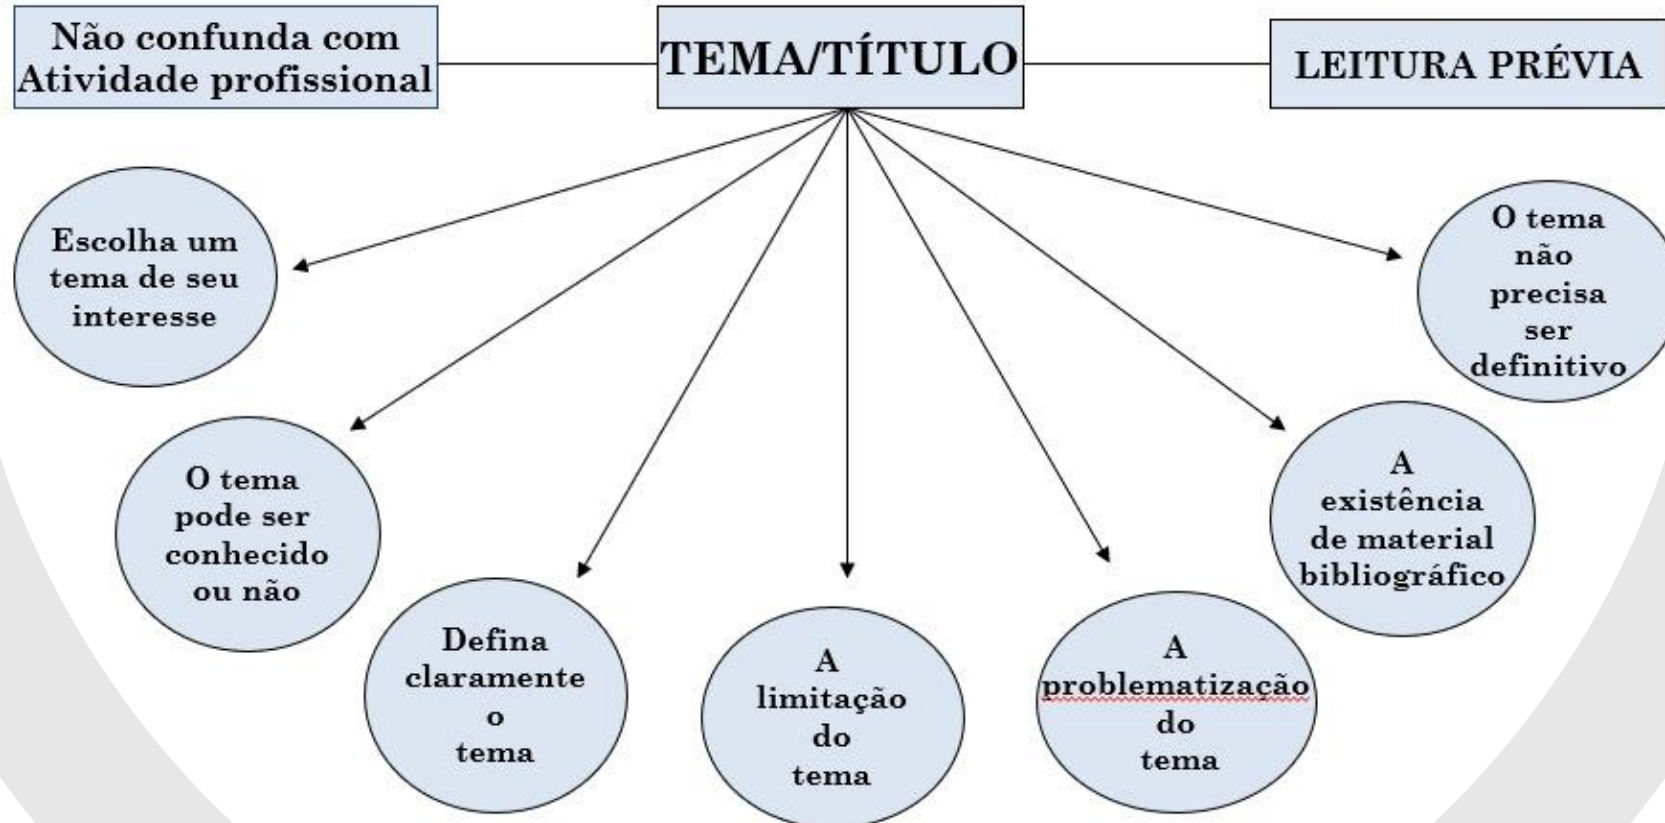 Não confunda com
Atividade profissional
TEMA/TÍTULO
LEITURA PRÉVIA
Escolha um
tema de seu
interesse
O tema
pode ser
conhecido
ou não
Defina
claramente
o
tema
A
limitação
do
tema
A
problematização
do
tema
A
existência
de material
bibliográfico
O tema
não
precisa
ser
definitivo